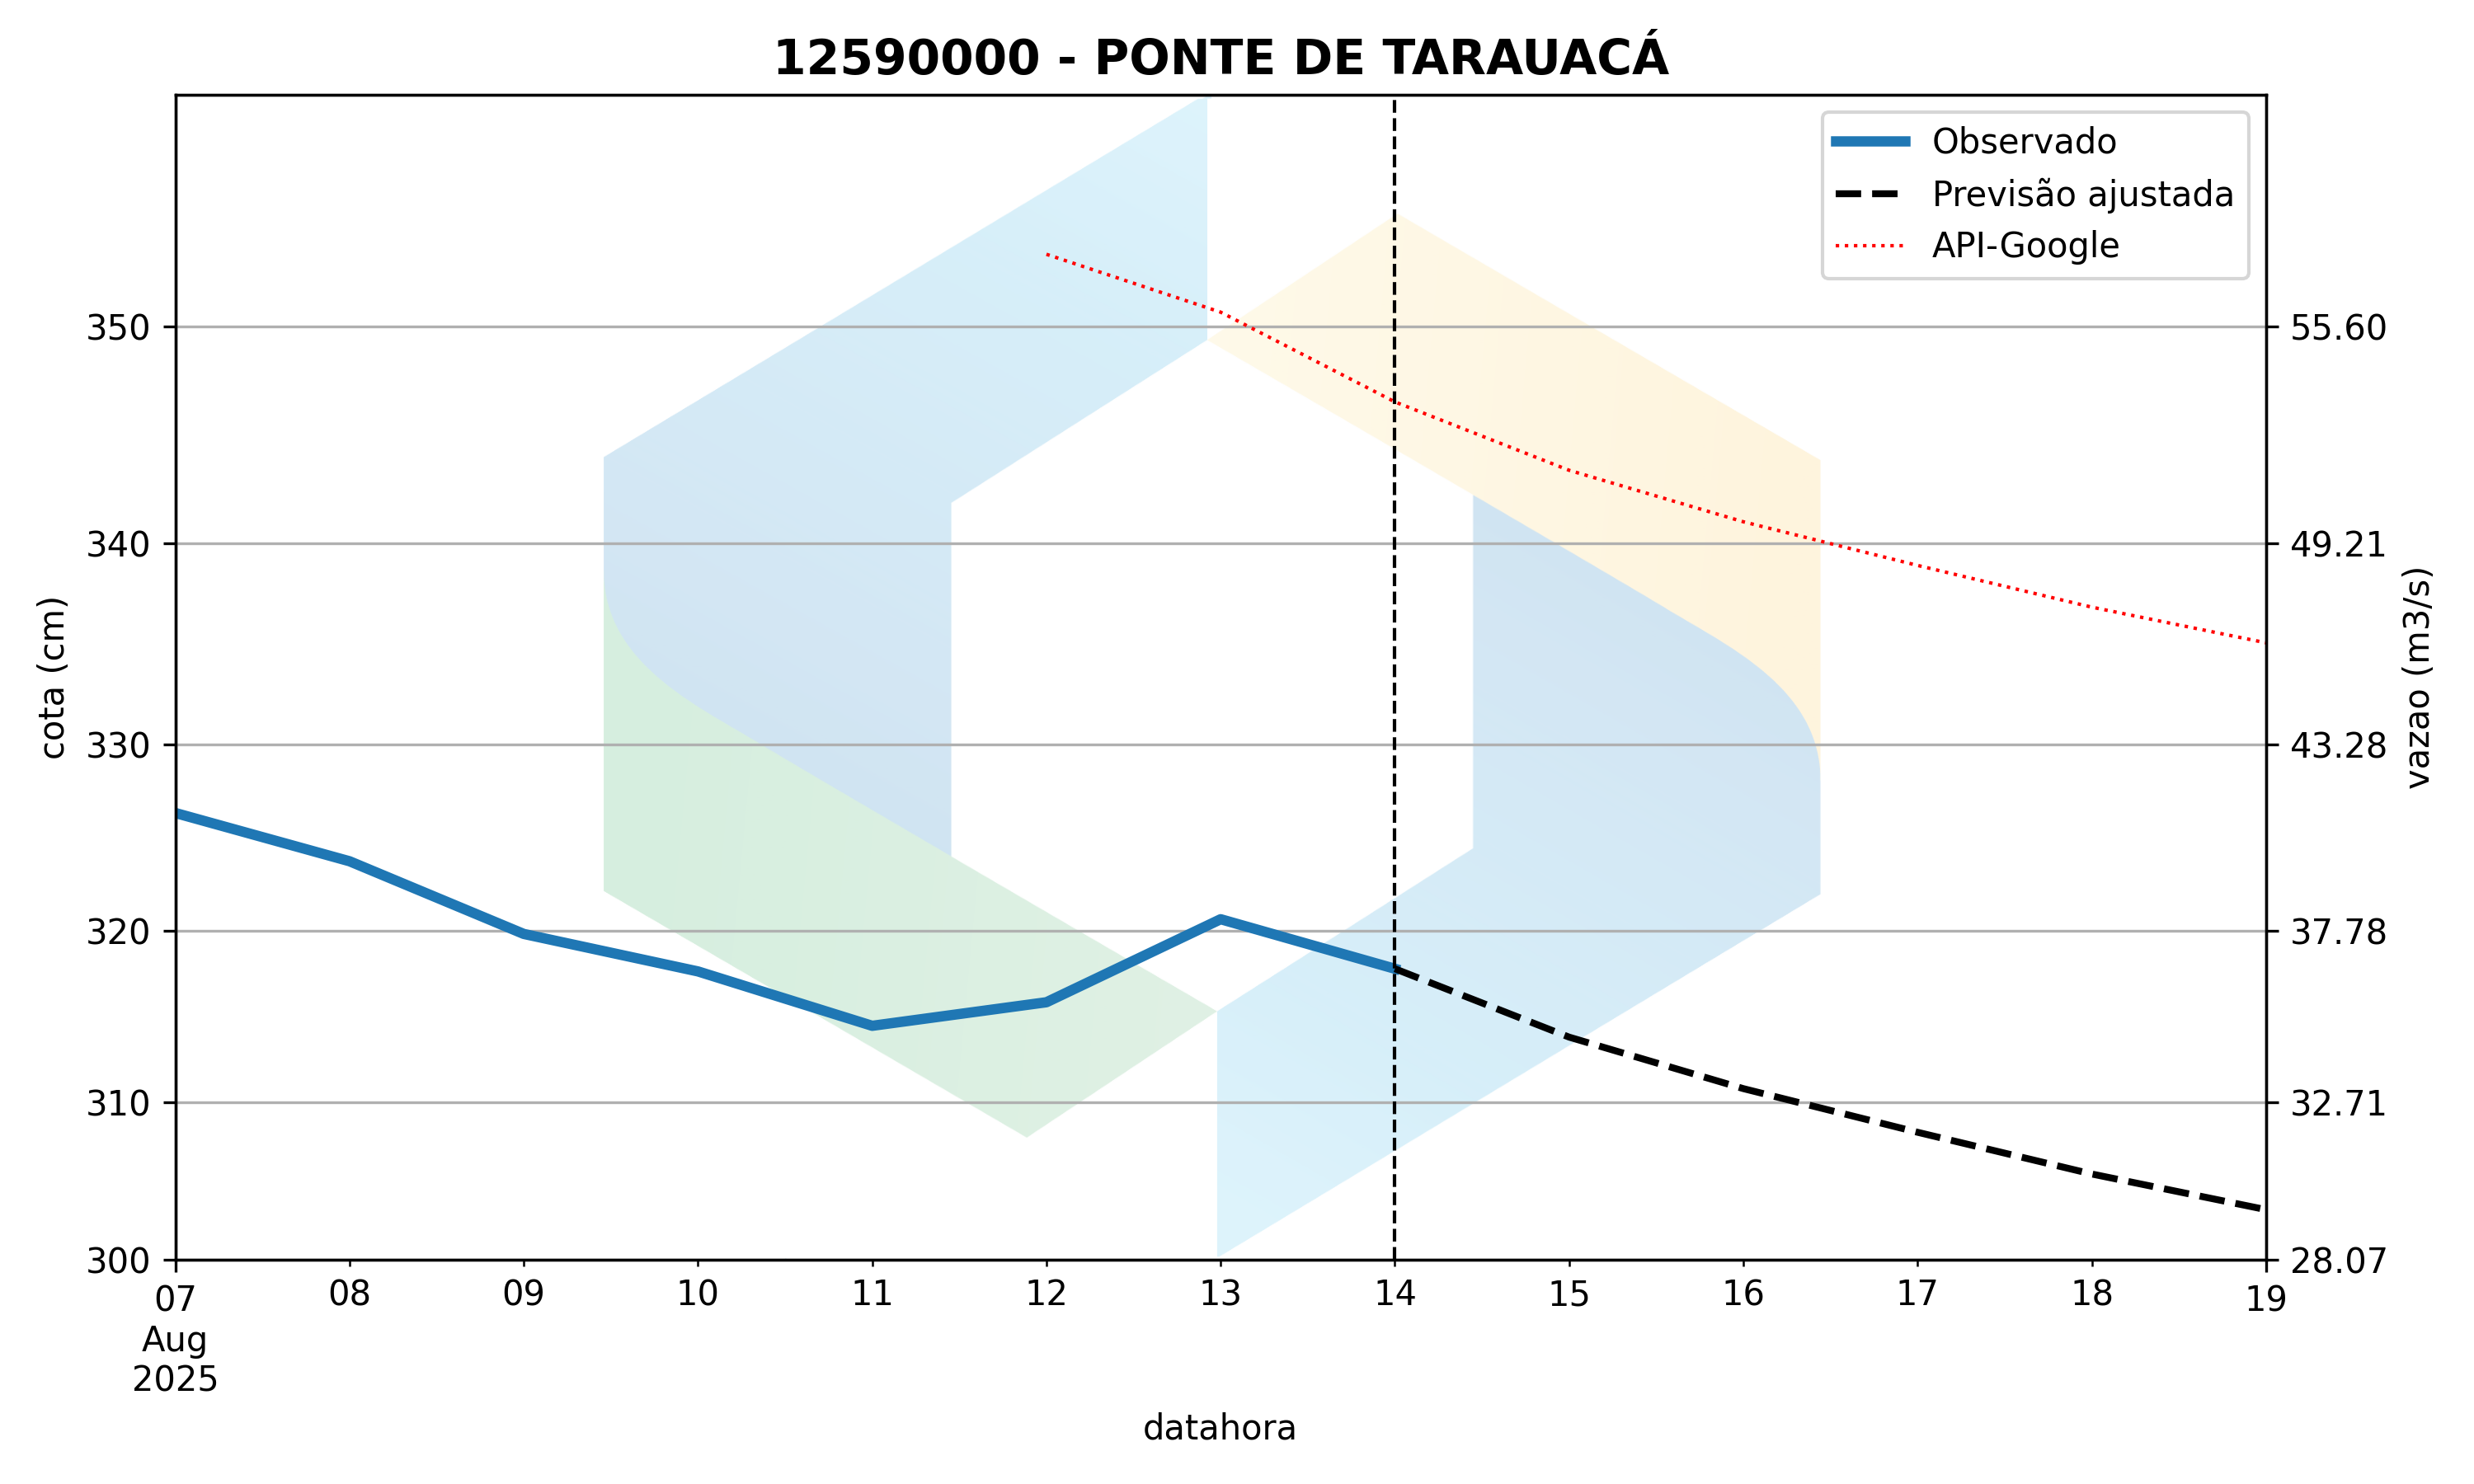 12590000 - PONTE DE TARAUACÁ
Observado
Previsão ajustada
API-Google
350
340
330
320
310
300
cota (cm)
55.60
49.21
43.28
37.78
32.71
28.07
vazao (m3/s)
07 08 09 10 11 12 13 14 15 16 17 18 19
Aug
2025
datahora